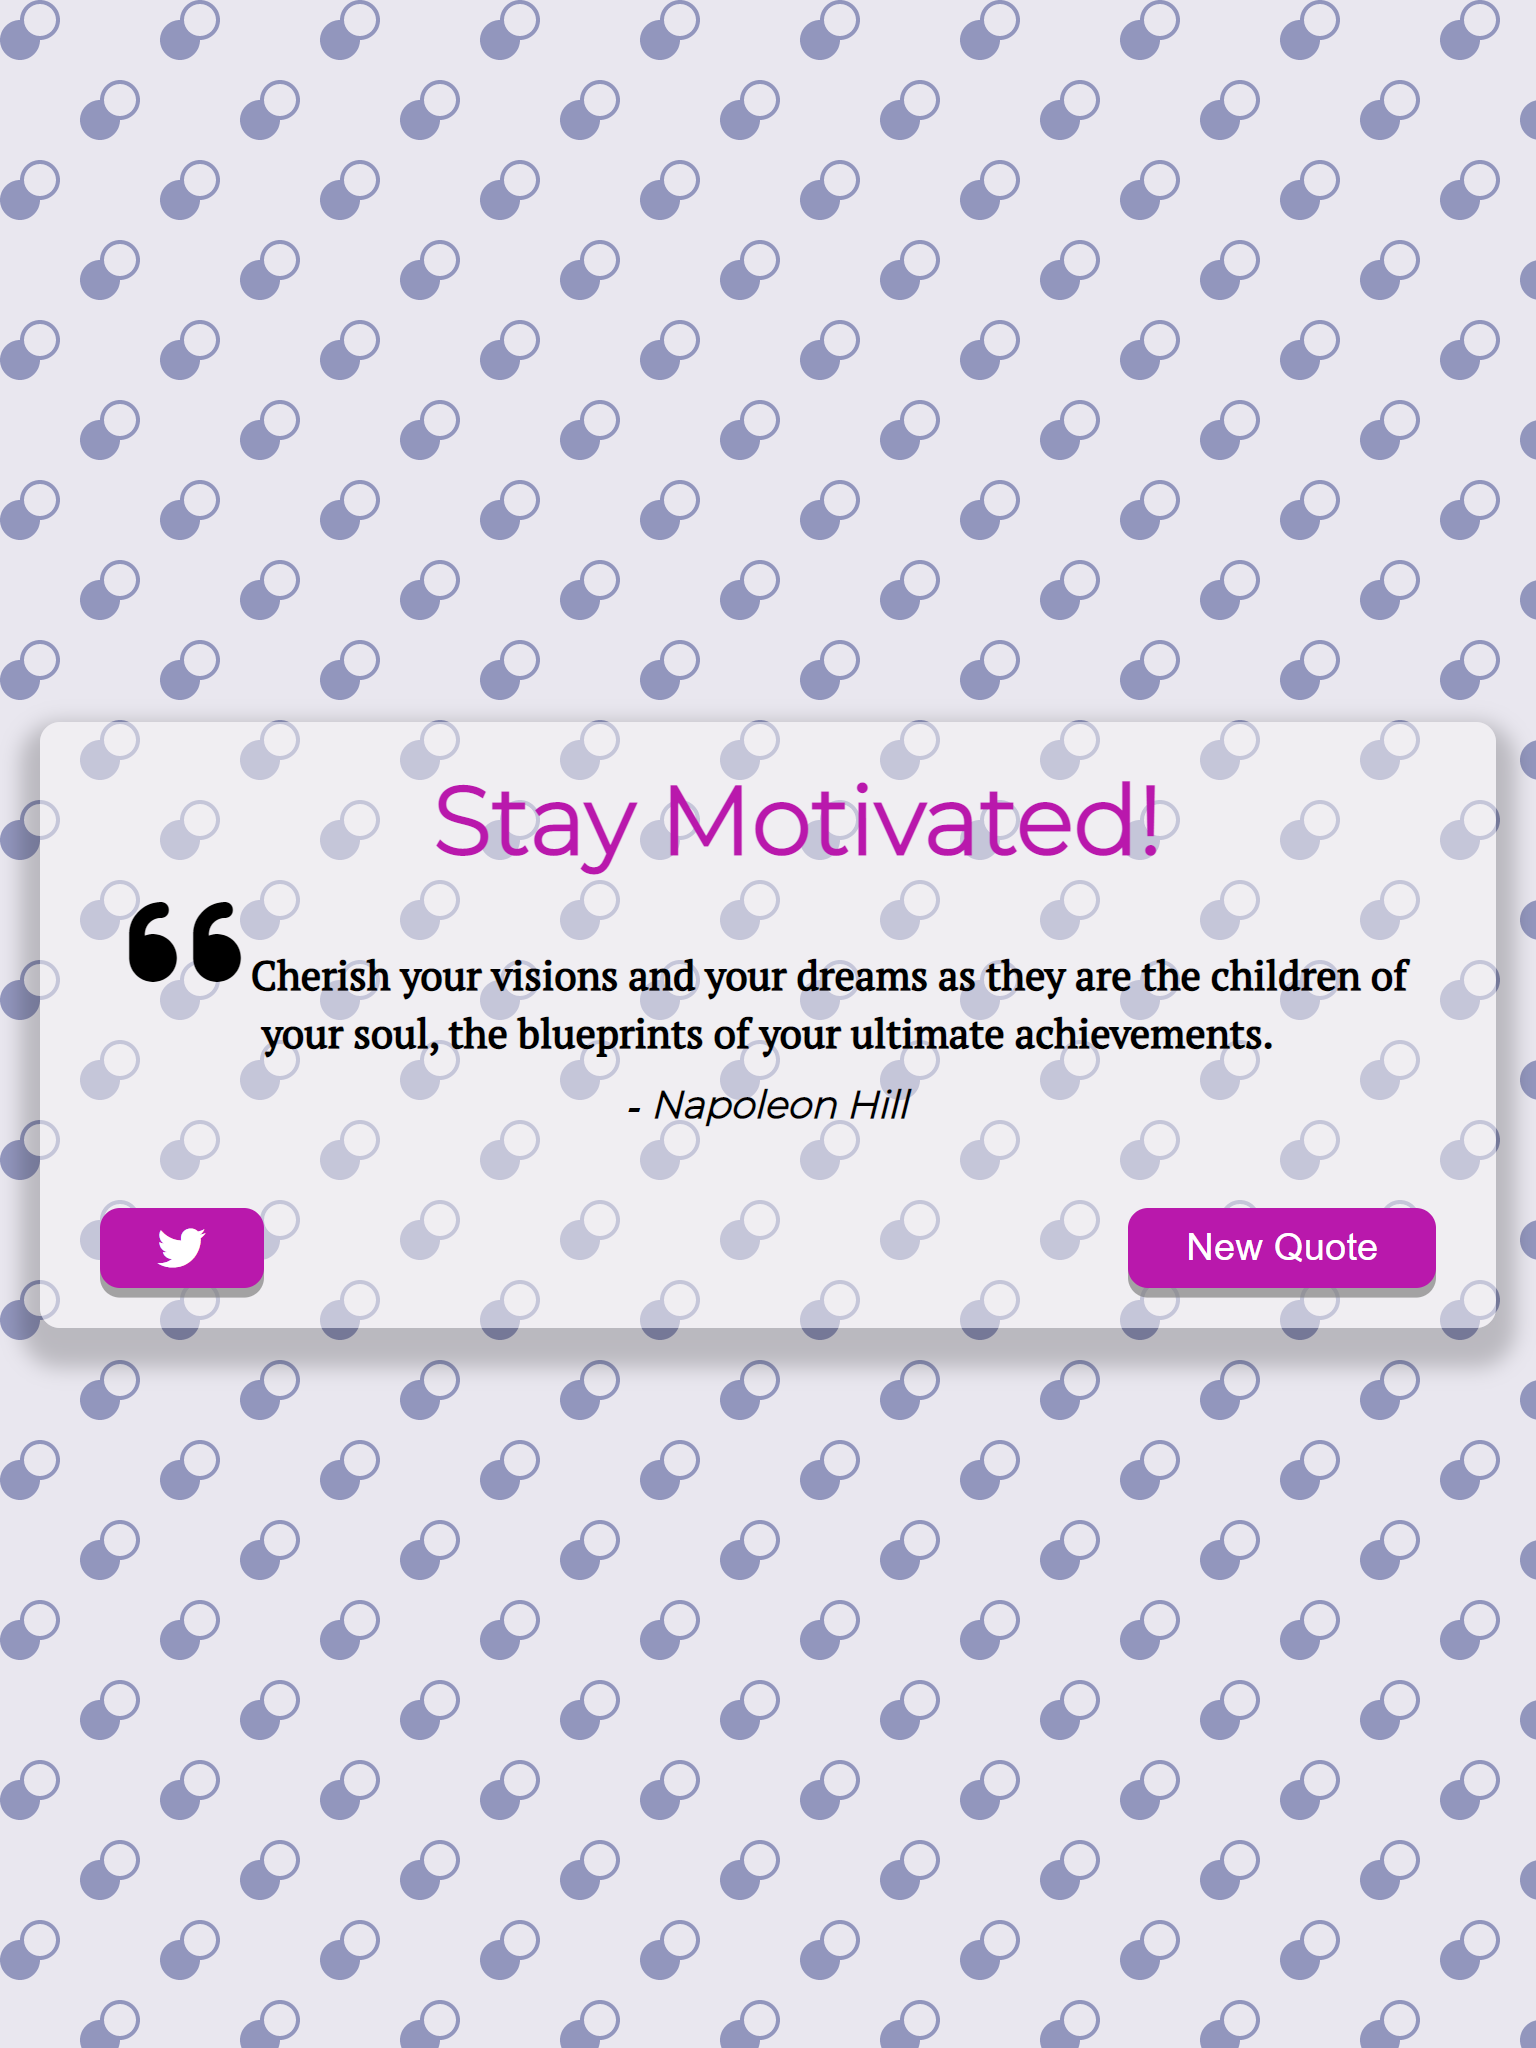 Stay Motivated!
“Cherish your visions and your dreams as they are the children of
your soul, the blueprints of your ultimate achievements.
- Napoleon Hill
New Quote